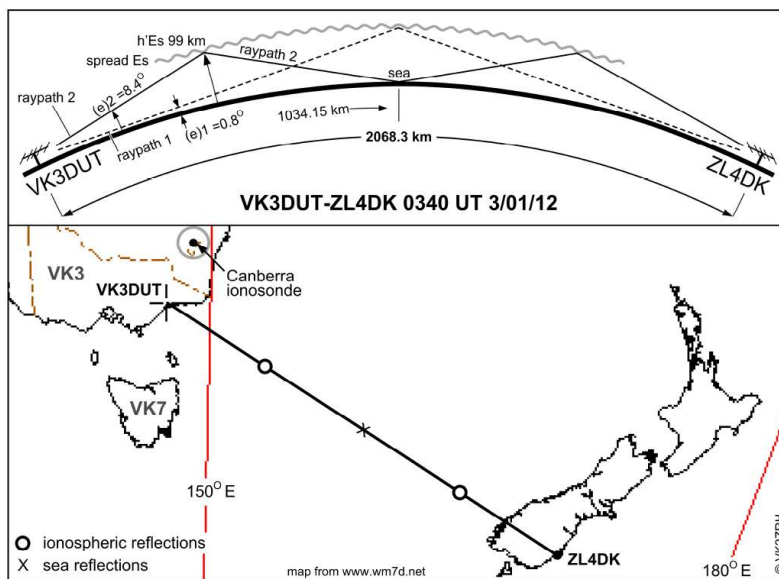 h'Es 99 km
spread Es
raypath 2
sea
raypath 2
(e)2 =8.4°
raypath 1
(e)1 =0.8°
1034.15 km
2068.3 km
VK3DUT
ZL4DK
VK3DUT-ZL4DK 0340 UT 3/01/12
VK3
Canberra
ionosonde
VK3DUT
VK7
150° E
ionospheric reflections
X sea reflections
map from www.wm7d.net
ZL4DK
180° E